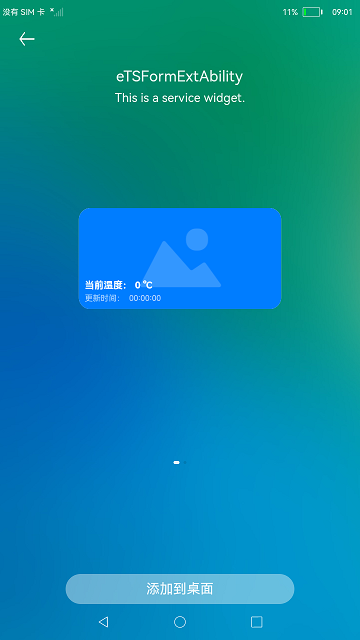 没有 SIM 卡
11%
09:01
eTSFormExtAbility
This is a service widget.
当前温度： 0 ℃
更新时间： 00:00:00
添加到桌面